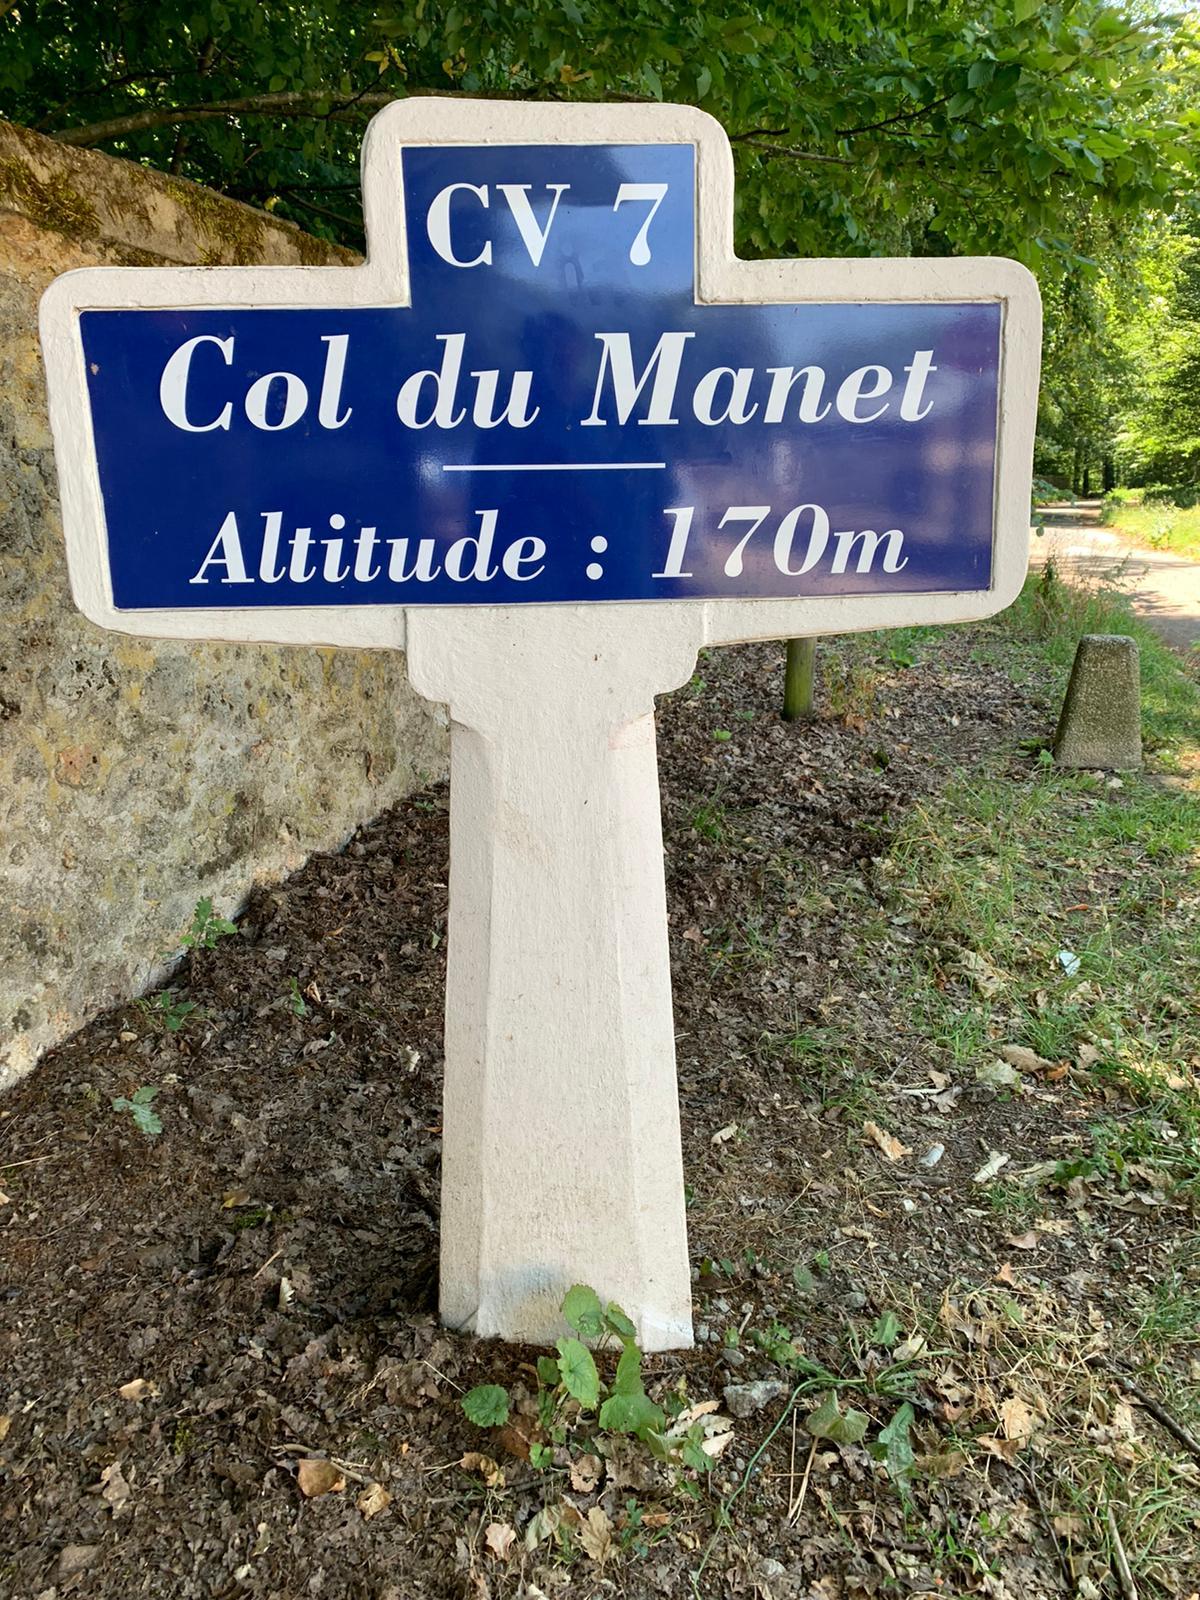 CV 7
Col du Manet
Altitude : 170m